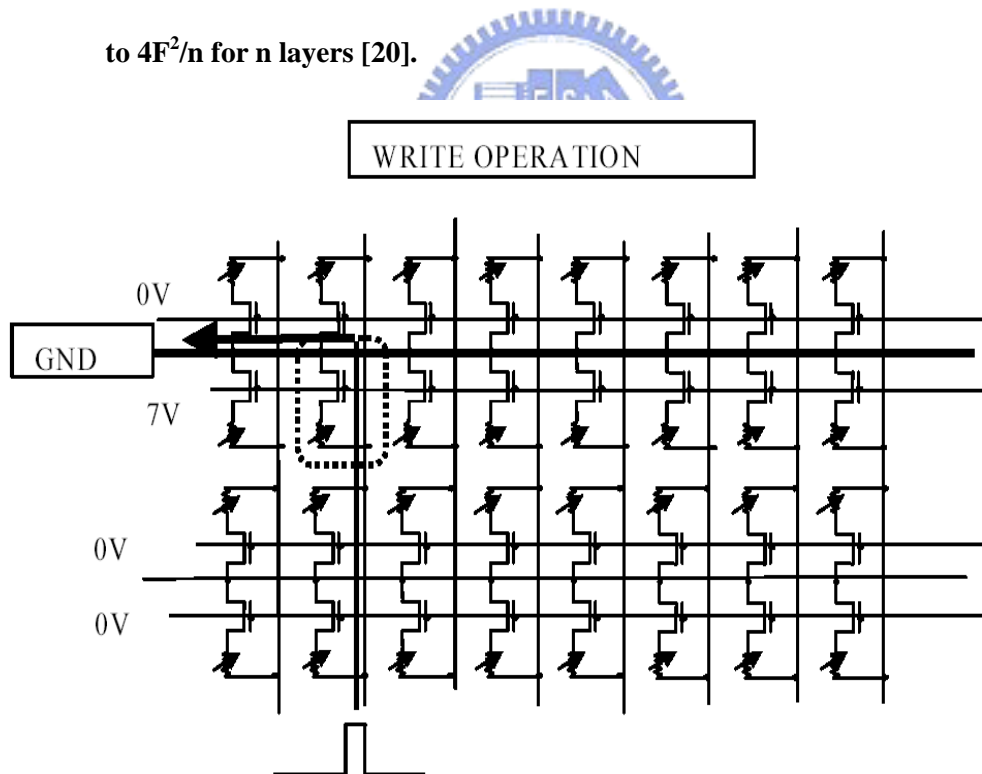 to 4F²/n for n layers [20].
WRITE OPERATION
0V
GND
7V
0V
0V